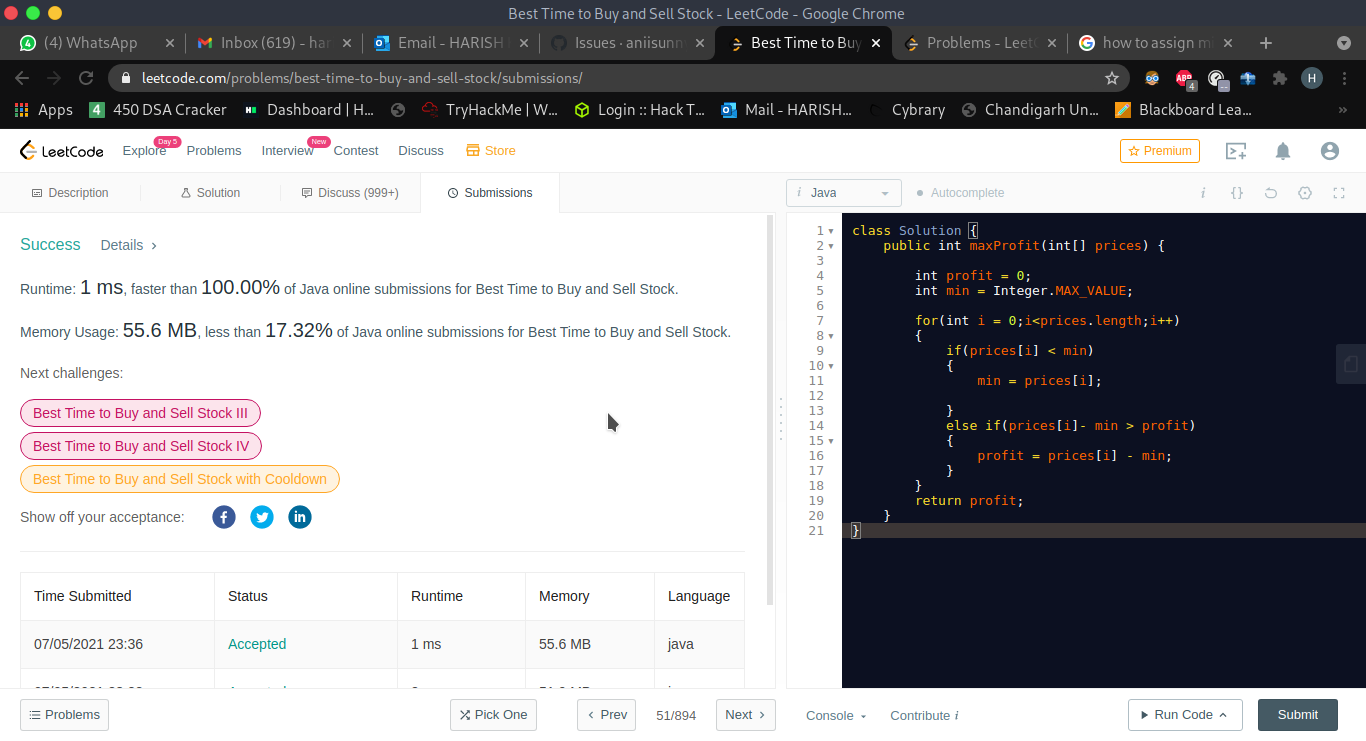 Best Time to Buy and Sell Stock - LeetCode - Google Chrome
(4) WhatsApp
Inbox (619) - har
Email - HARISH
Issues · aniisunn
Best Time to Buy
Problems - LeetC
how to assign m
leetcode.com/problems/best-time-to-buy-and-sell-stock/submissions/
ABP
4
H
Apps
4 450 DSA Cracker
Dashboard | H...
TryHackMe | W...
Login :: Hack T...
Mail - HARISH...
Cybrary
Chandigarh Un...
Blackboard Lea...
»
LeetCode
Explore
Day 5
Problems
Interview
New
Contest
Discuss
Store
Premium
Description
Solution
Discuss (999+)
Submissions
i Java
Autocomplete
i
{}
Success
Details
Runtime: 1 ms, faster than 100.00% of Java online submissions for Best Time to Buy and Sell Stock.
Memory Usage: 55.6 MB, less than 17.32% of Java online submissions for Best Time to Buy and Sell Stock.
Next challenges:
Best Time to Buy and Sell Stock III
Best Time to Buy and Sell Stock IV
Best Time to Buy and Sell Stock with Cooldown
Show off your acceptance:
Time Submitted Status Runtime Memory Language
07/05/2021 23:36 Accepted 1 ms 55.6 MB java
1 class Solution {
2 public int maxProfit(int[] prices) {
3
4 int profit = 0;
5 int min = Integer.MAX_VALUE;
6
7 for(int i = 0;i<prices.length;i++)
8 {
9 if(prices[i] < min)
10 {
11 min = prices[i];
12
13 }
14 else if(prices[i]- min > profit)
15 {
16 profit = prices[i] - min;
17 }
18 }
19 return profit;
20 }
21 }
Problems
Pick One
Prev
51/894
Next
Console
Contribute i
Run Code
Submit